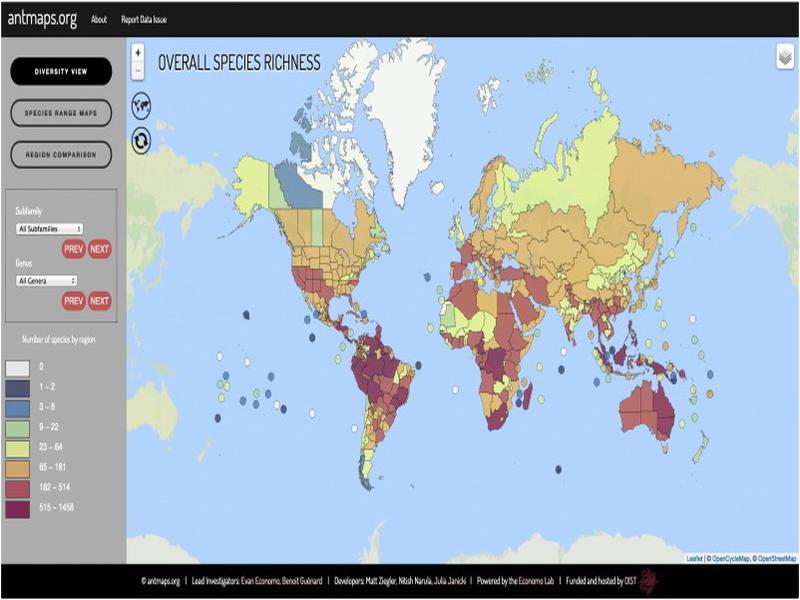 antmaps.org About Report Data Issue
DIVERSITY VIEW
SPECIES RANGE MAPS
REGION COMPARISON
Subfamily
All Subfamilies
PREV NEXT
Genus
All Genera
PREV NEXT
Number of species by region
0
1 – 2
3 – 8
9 – 22
23 – 64
65 – 181
182 – 514
515 – 1458
+
−
OVERALL SPECIES RICHNESS
Leaflet | © OpenCycleMap, © OpenStreetMap
© antmaps.org | Lead Investigators: Evan Economo, Benoit Guénard | Developers: Matt Ziegler, Nitish Narula, Julia Janicki | Powered by the Economo Lab | Funded and hosted by OIST